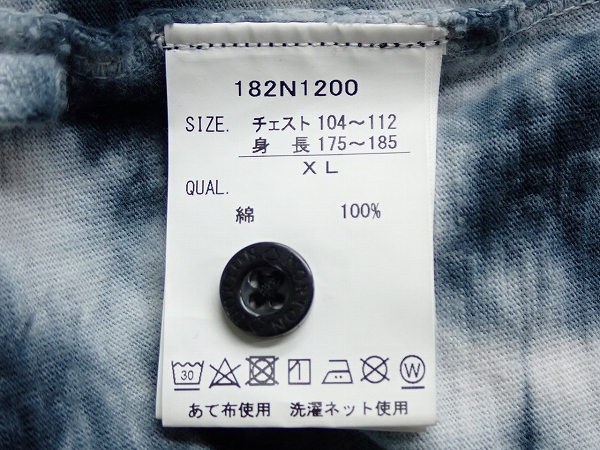 182N1200
SIZE. チェスト 104～112
身 長 175～185
XL
QUAL.
綿 100%
30 W
あて布使用 洗濯ネット使用